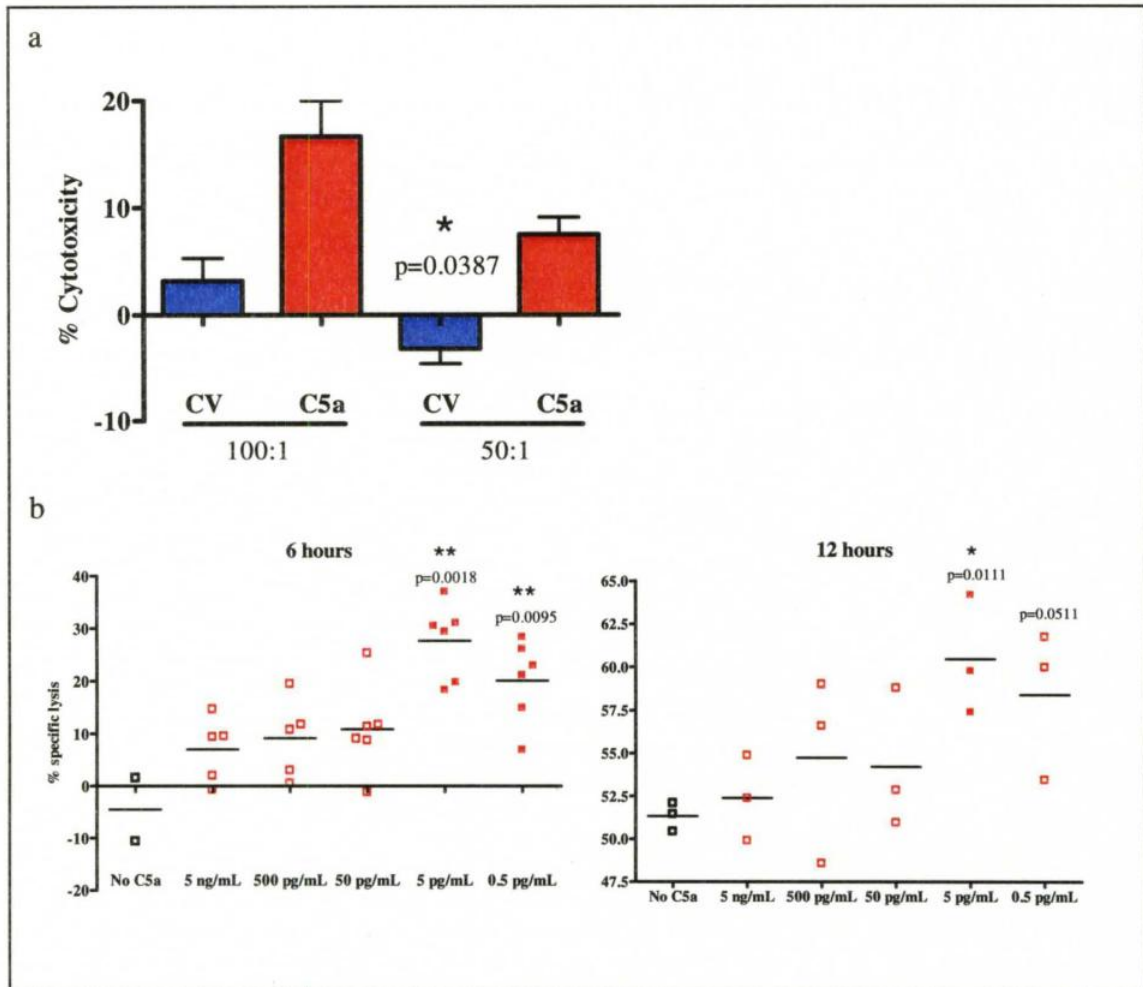 a
20
10
0
-10
% Cytotoxicity
*
p=0.0387
CV C5a CV C5a
100:1 50:1
b
6 hours
**
p=0.0018
**
p=0.0095
40
30
20
10
0
-10
-20
% specific lysis
No C5a 5 ng/mL 500 pg/mL 50 pg/mL 5 pg/mL 0.5 pg/mL
12 hours
*
p=0.0111
p=0.0511
65.0
62.5
60.0
57.5
55.0
52.5
50.0
47.5
No C5a 5 ng/mL 500 pg/mL 50 pg/mL 5 pg/mL 0.5 pg/mL